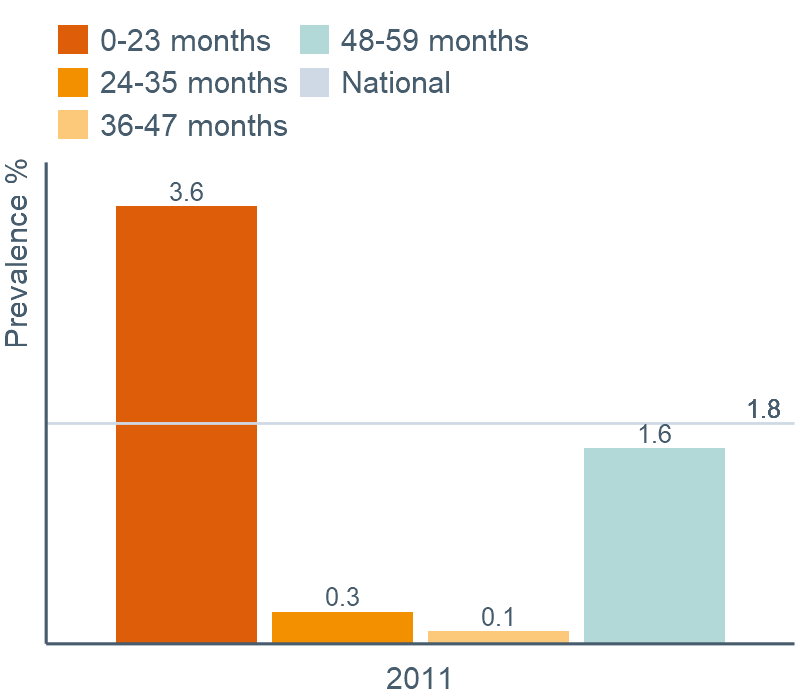 0-23 months
24-35 months
36-47 months
48-59 months
National
Prevalence %
3.6
0.3
0.1
1.6
1.8
2011